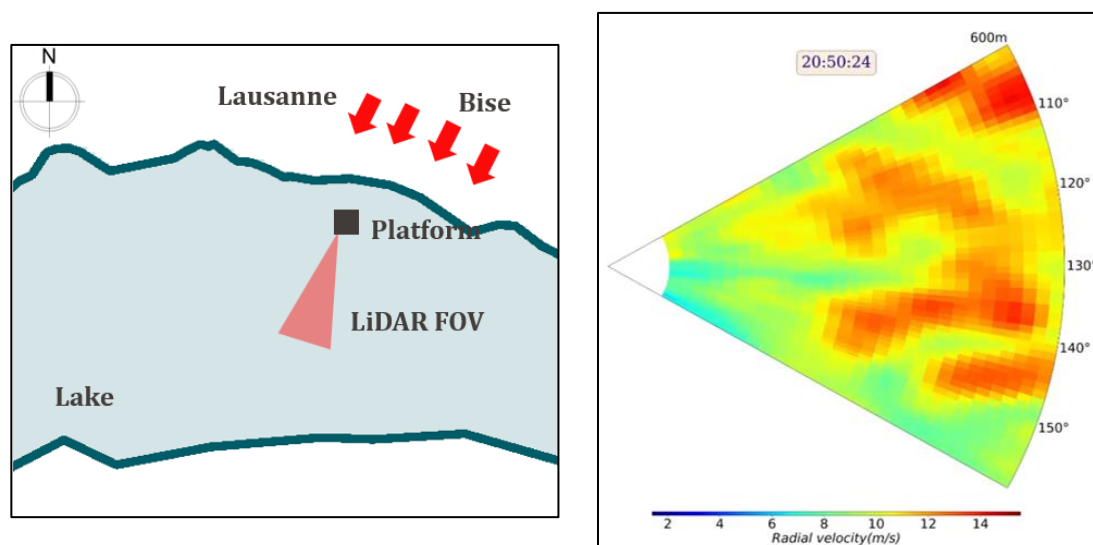 N
Lausanne
Bise
Platform
LiDAR FOV
Lake
20:50:24
600m
110°
120°
130°
140°
150°
2 4 6 8 10 12 14
Radial velocity(m/s)